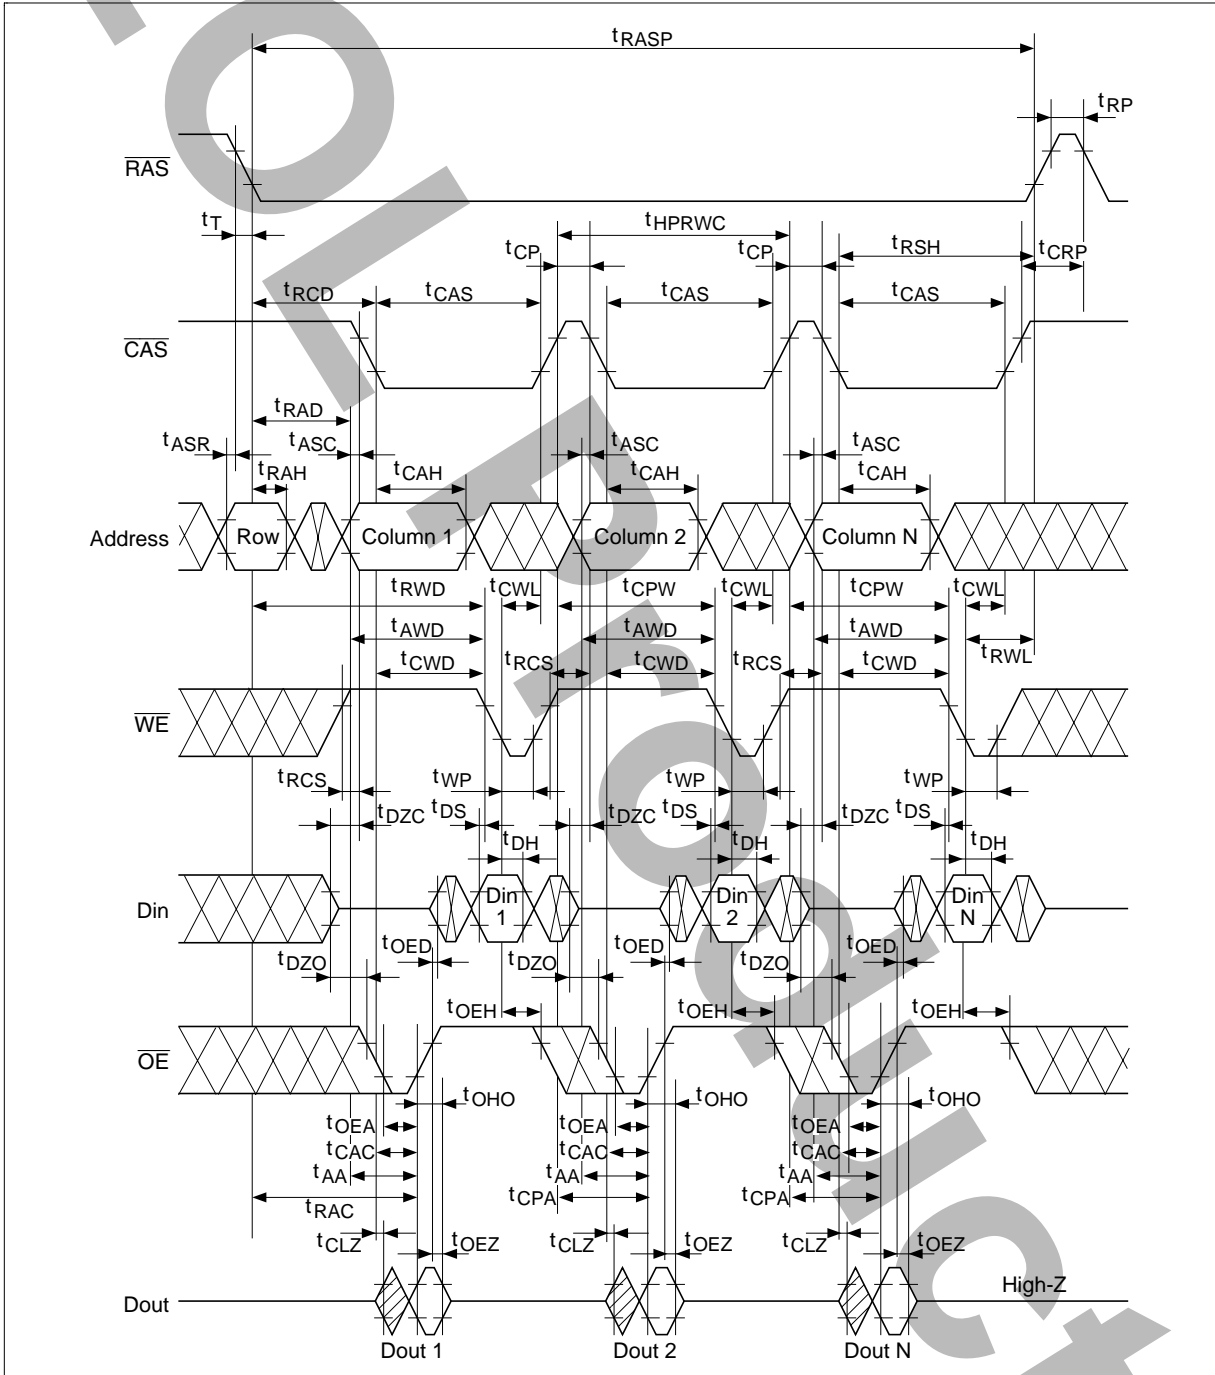 tRASP
tRP
RAS
tT
tHPRWC
tCP
tCP
tRSH
tCRP
tRCD
tCAS
tCAS
tCAS
CAS
tRAD
tASR
tASC
tASC
tASC
tRAH
tCAH
tCAH
tCAH
Address
Row
Column 1
Column 2
Column N
tRWD
tCWL
tCPW
tCWL
tCPW
tCWL
tAWD
tAWD
tAWD
tCWD
tRCS
tCWD
tRCS
tCWD
tRWL
WE
tRCS
tWP
tWP
tWP
tDZC
tDS
tDZC
tDS
tDZC
tDS
tDH
tDH
tDH
Din
Din 1
Din 2
Din N
tDZO
tOED
tDZO
tOED
tDZO
tOED
tOEH
tOEH
tOEH
OE
tOHO
tOHO
tOHO
tOEA
tOEA
tOEA
tCAC
tCAC
tCAC
tAA
tAA
tAA
tRAC
tCPA
tCPA
tCLZ
tOEZ
tCLZ
tOEZ
tCLZ
tOEZ
High-Z
Dout
Dout 1
Dout 2
Dout N
OL Product